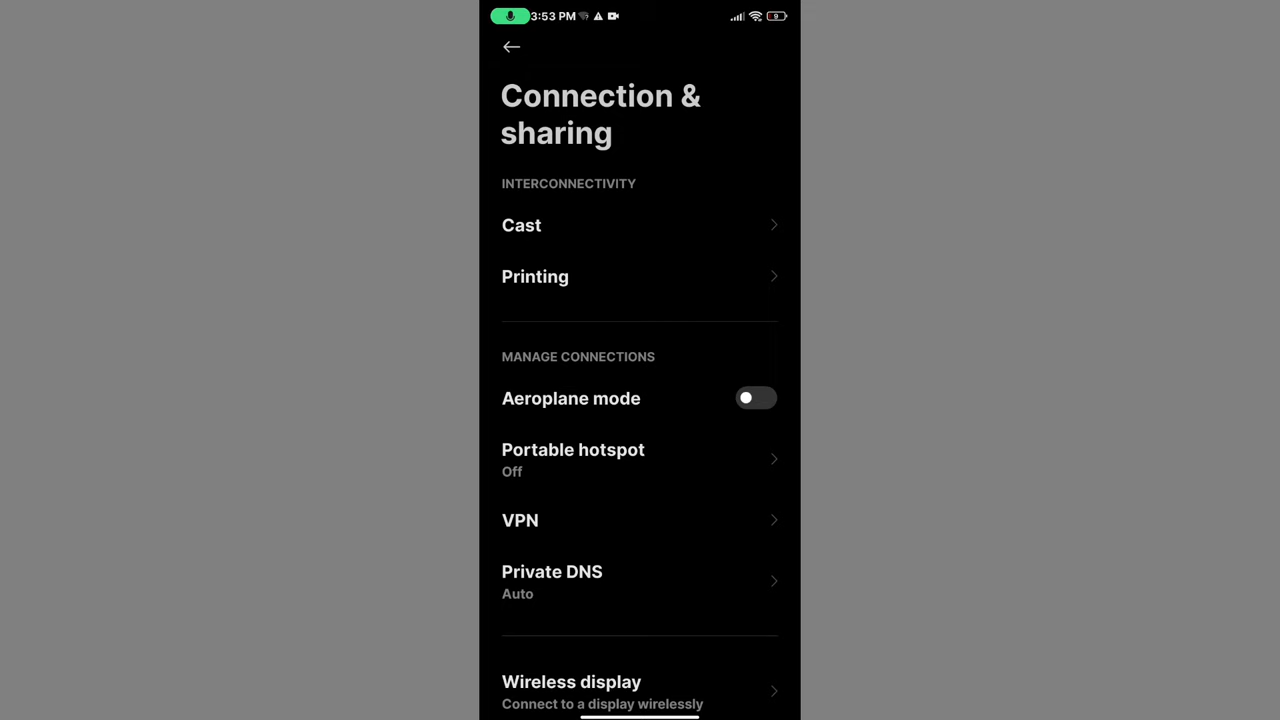 3:53 PM
9
Connection &
sharing
INTERCONNECTIVITY
Cast
Printing
MANAGE CONNECTIONS
Aeroplane mode
Portable hotspot
Off
VPN
Private DNS
Auto
Wireless display
Connect to a display wirelessly